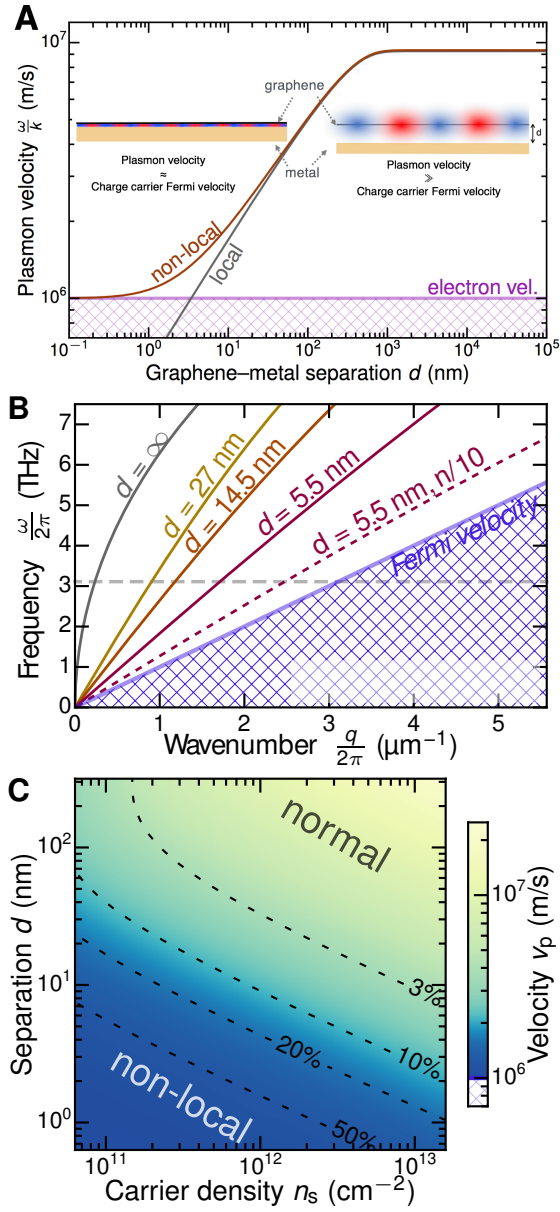 A
Plasmon velocity ω/k (m/s)
10⁷
10⁶
graphene
metal
d
Plasmon velocity
≈
Charge carrier Fermi velocity
Plasmon velocity
≫
Charge carrier Fermi velocity
non-local
local
electron vel.
10⁻¹ 10⁰ 10¹ 10² 10³ 10⁴ 10⁵
Graphene–metal separation d (nm)
B
Frequency ω/2π (THz)
7
6
5
4
3
2
1
0
d = ∞
d = 27 nm
d = 14.5 nm
d = 5.5 nm
d = 5.5 nm, n/10
Fermi velocity
0 1 2 3 4 5
Wavenumber q/2π (μm⁻¹)
C
Separation d (nm)
10²
10¹
10⁰
normal
non-local
3%
10%
20%
50%
10¹¹ 10¹² 10¹³
Carrier density nₛ (cm⁻²)
10⁷
10⁶
Velocity vₚ (m/s)